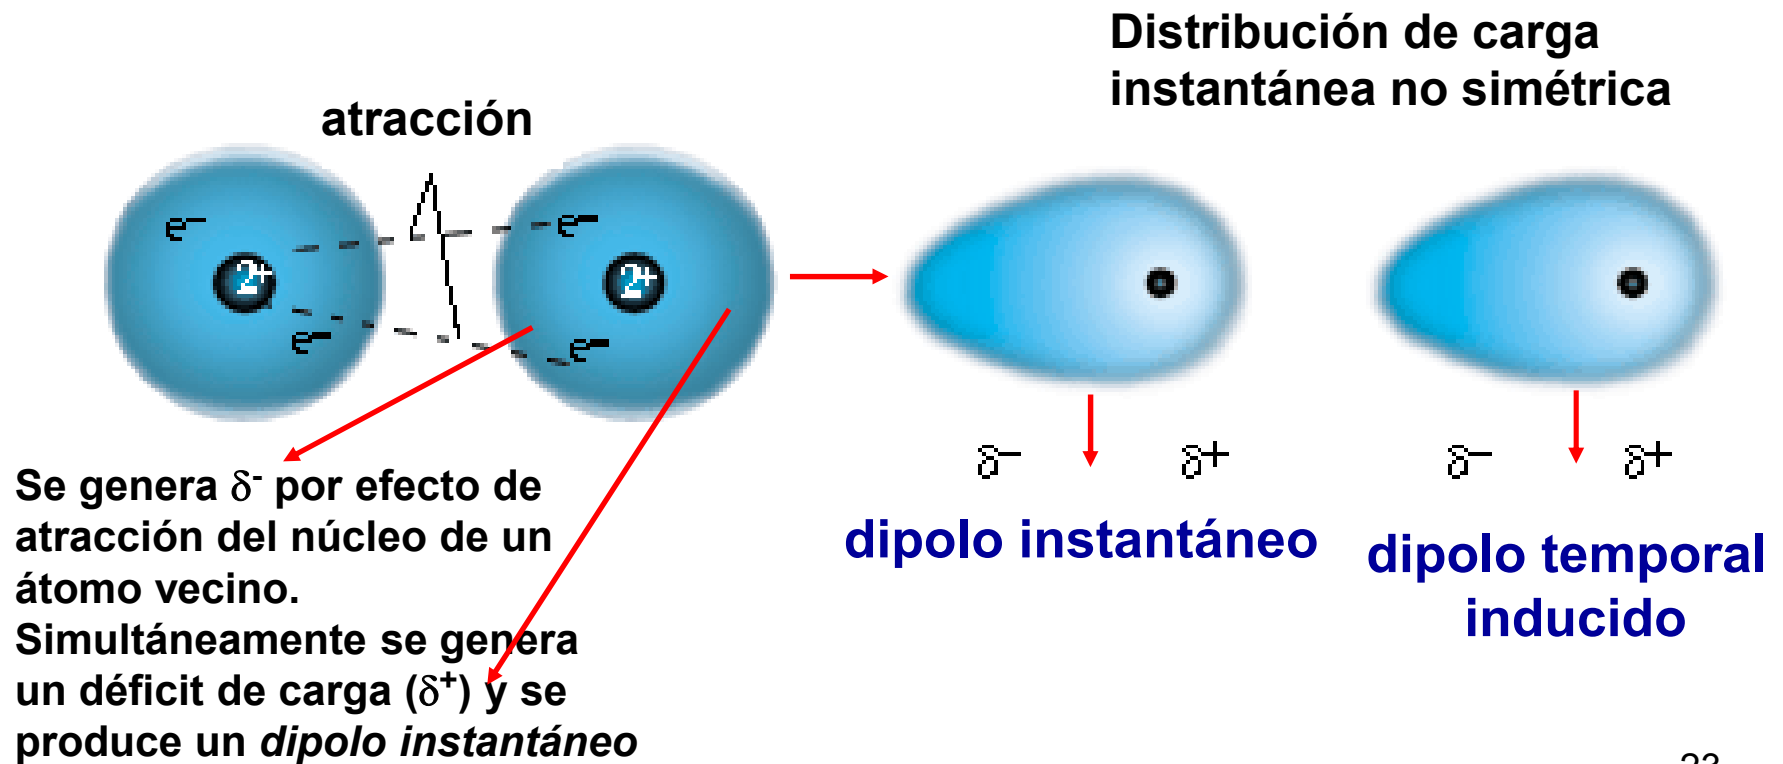 Distribución de carga
instantánea no simétrica
atracción
e−
2+
e−
e−
2+
e−
Se genera δ- por efecto de
atracción del núcleo de un
átomo vecino.
Simultáneamente se genera
un déficit de carga (δ+) y se
produce un dipolo instantáneo
δ− δ+
dipolo instantáneo
δ− δ+
dipolo temporal
inducido
23